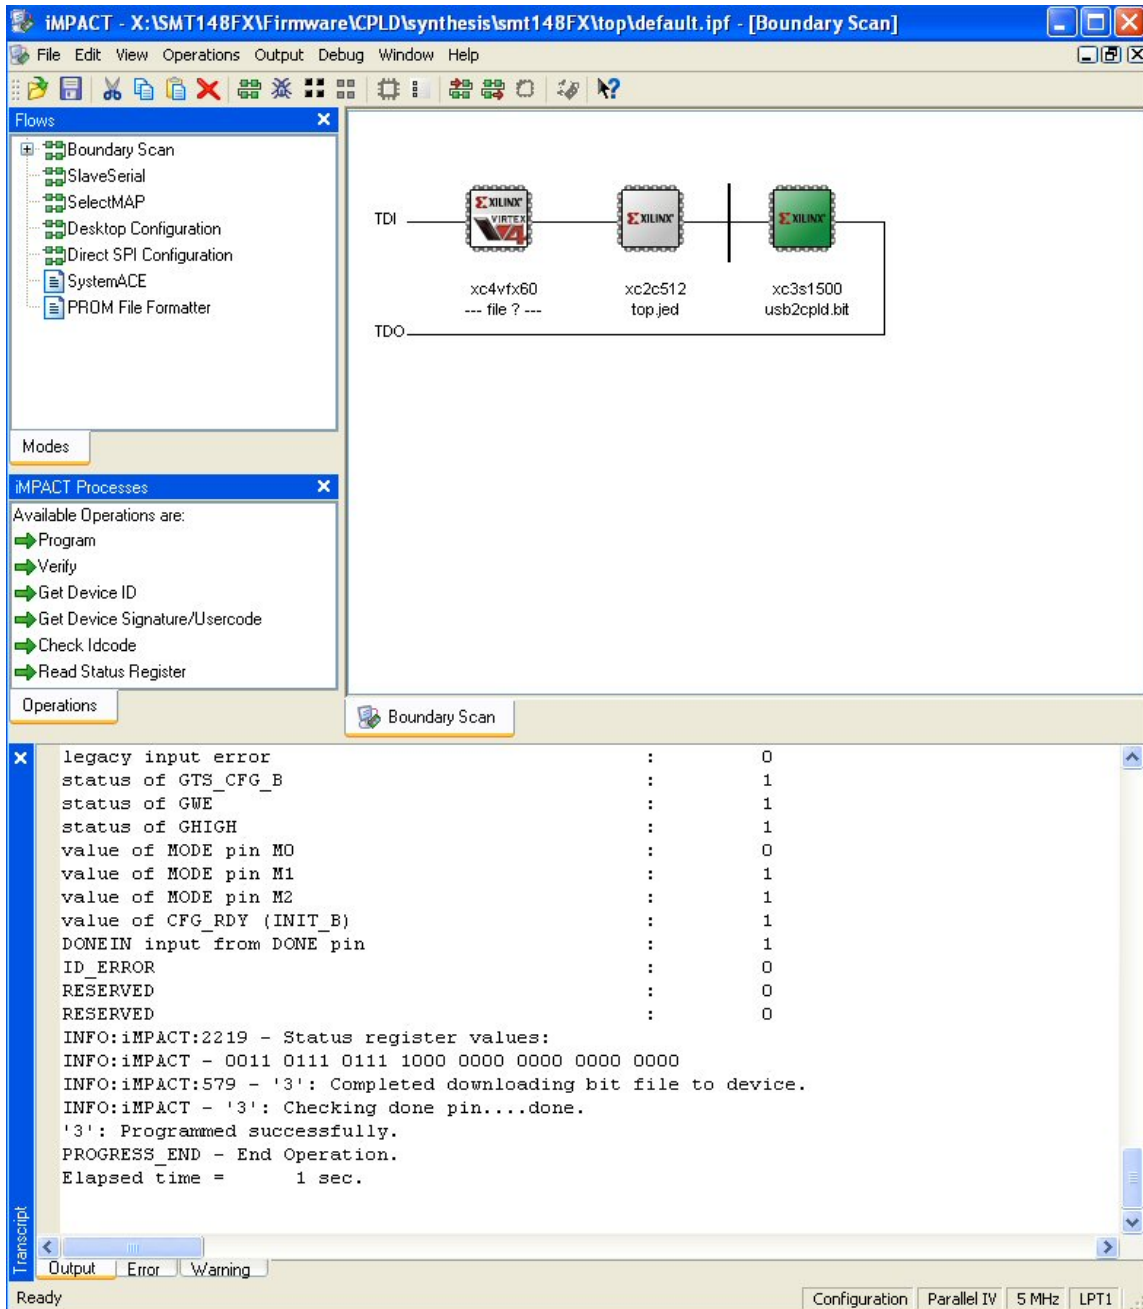 iMPACT - X:\SMT148FX\Firmware\CPLD\synthesis\smt148FX\top\default.ipf - [Boundary Scan]
File Edit View Operations Output Debug Window Help
Flows
Boundary Scan
SlaveSerial
SelectMAP
Desktop Configuration
Direct SPI Configuration
SystemACE
PROM File Formatter
Modes
TDI
XILINX
VIRTEX
4
XILINX
XILINX
xc4vfx60
--- file ? ---
xc2c512
top.jed
xc3s1500
usb2cpld.bit
TDO
iMPACT Processes
Available Operations are:
Program
Verify
Get Device ID
Get Device Signature/Usercode
Check Idcode
Read Status Register
Operations
Boundary Scan
legacy input error : 0
status of GTS_CFG_B : 1
status of GWE : 1
status of GHIGH : 1
value of MODE pin M0 : 0
value of MODE pin M1 : 1
value of MODE pin M2 : 1
value of CFG_RDY (INIT_B) : 1
DONEIN input from DONE pin : 1
ID_ERROR : 0
RESERVED : 0
RESERVED : 0
INFO:iMPACT:2219 - Status register values:
INFO:iMPACT - 0011 0111 0111 1000 0000 0000 0000 0000
INFO:iMPACT:579 - '3': Completed downloading bit file to device.
INFO:iMPACT - '3': Checking done pin....done.
'3': Programmed successfully.
PROGRESS_END - End Operation.
Elapsed time = 1 sec.
Transcript
Output Error Warning
Ready Configuration Parallel IV 5 MHz LPT1